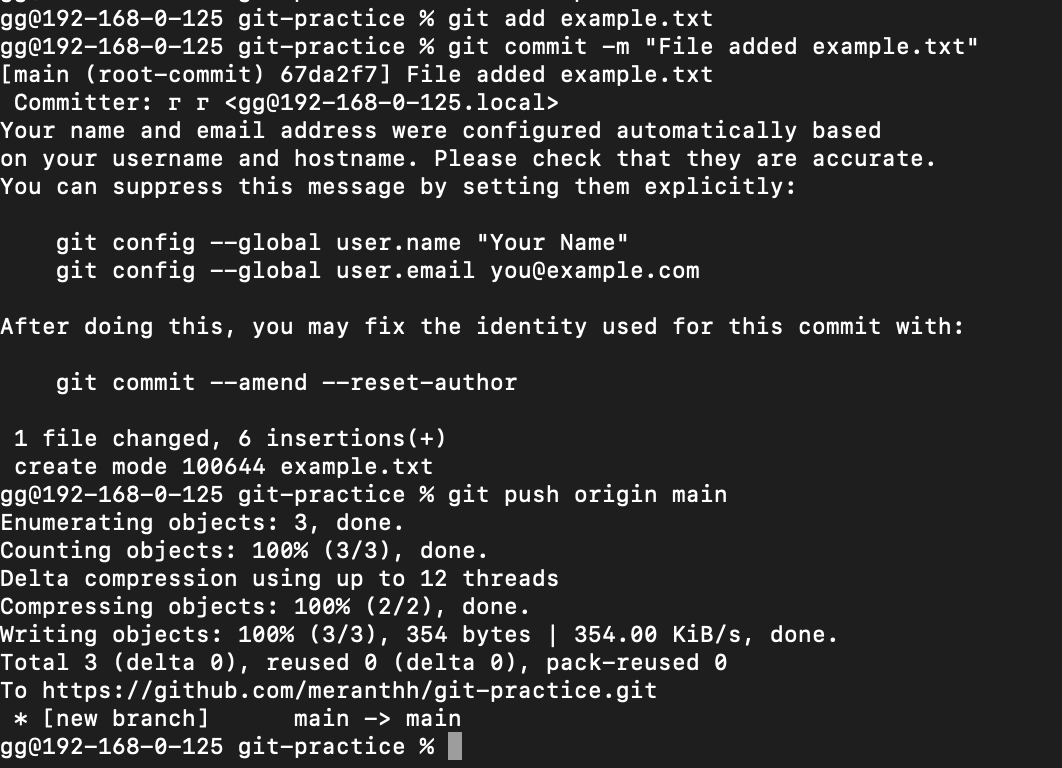 gg@192-168-0-125 git-practice % git add example.txt
gg@192-168-0-125 git-practice % git commit -m "File added example.txt"
[main (root-commit) 67da2f7] File added example.txt
 Committer: r r <gg@192-168-0-125.local>
Your name and email address were configured automatically based
on your username and hostname. Please check that they are accurate.
You can suppress this message by setting them explicitly:

    git config --global user.name "Your Name"
    git config --global user.email you@example.com

After doing this, you may fix the identity used for this commit with:

    git commit --amend --reset-author

 1 file changed, 6 insertions(+)
 create mode 100644 example.txt
gg@192-168-0-125 git-practice % git push origin main
Enumerating objects: 3, done.
Counting objects: 100% (3/3), done.
Delta compression using up to 12 threads
Compressing objects: 100% (2/2), done.
Writing objects: 100% (3/3), 354 bytes | 354.00 KiB/s, done.
Total 3 (delta 0), reused 0 (delta 0), pack-reused 0
To https://github.com/meranthh/git-practice.git
 * [new branch]      main -> main
gg@192-168-0-125 git-practice %